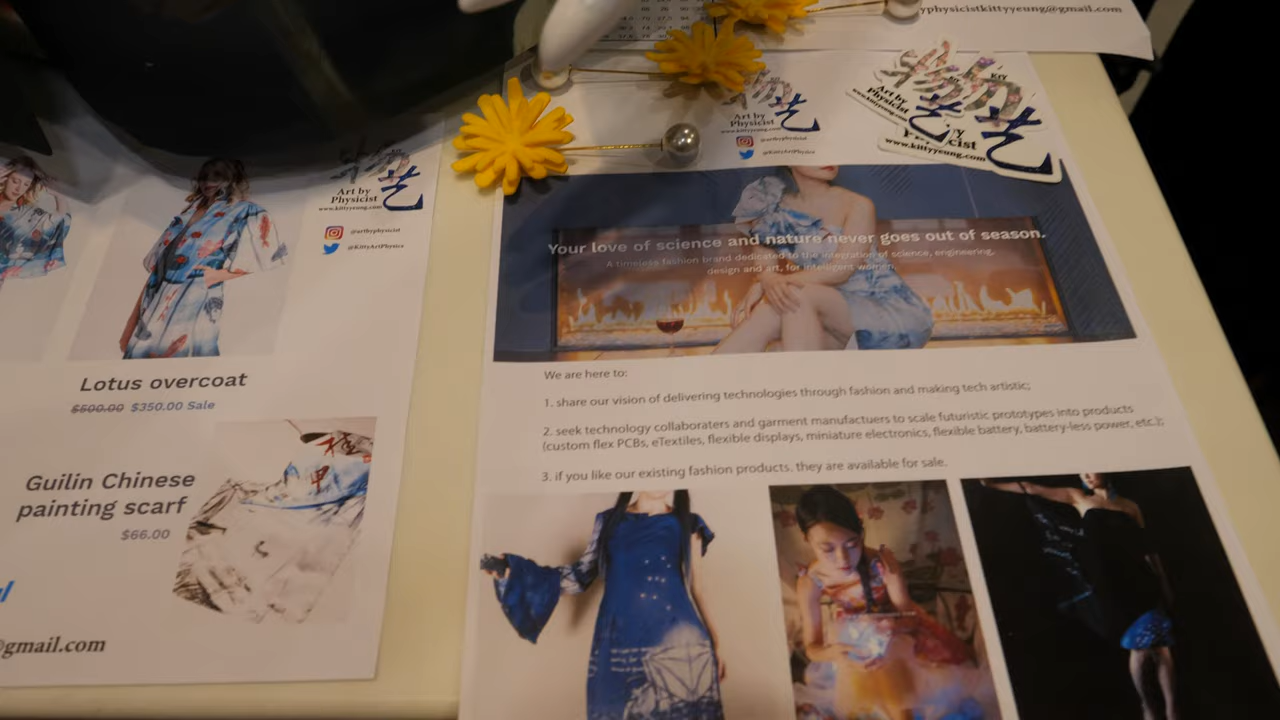 physicistkittyyeung@gmail.com
物艺
Art by
Physicist
www.kittyyeung.com
@artbyphysicist
@KittyArtPhysics
Lotus overcoat
$500.00 $350.00 Sale
Guilin Chinese
painting scarf
$66.00
@gmail.com
物艺
Art by
Physicist
www.kittyyeung.com
@artbyphysicist
@KittyArtPhysics
物艺
Art by
Physicist
www.kittyyeung.com
Your love of science and nature never goes out of season.
A timeless fashion brand dedicated to the integration of science, engineering,
design and art, for intelligent women.
We are here to:
1. share our vision of delivering technologies through fashion and making tech artistic;
2. seek technology collaboraters and garment manufactuers to scale futuristic prototypes into products
(custom flex PCBs, eTextiles, flexible displays, miniature electronics, flexible battery, battery-less power, etc.);
3. if you like our existing fashion products. they are available for sale.